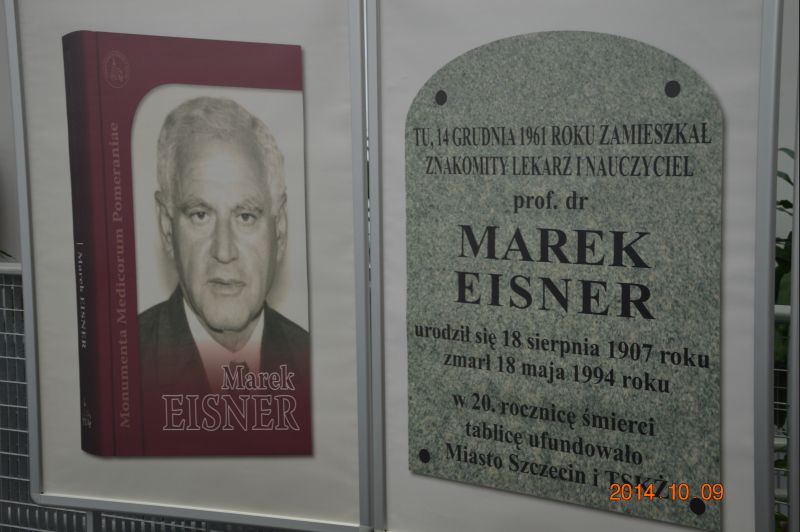 Monumenta Medicorum Pomeraniae
Marek EISNER
Marek
EISNER
TU, 14 GRUDNIA 1961 ROKU ZAMIESZKAŁ
ZNAKOMITY LEKARZ I NAUCZYCIEL
prof. dr
MAREK
EISNER
urodził się 18 sierpnia 1907 roku
zmarł 18 maja 1994 roku
w 20. rocznicę śmierci
tablicę ufundowało
Miasto Szczecin i TSKŻ
2014.10.09